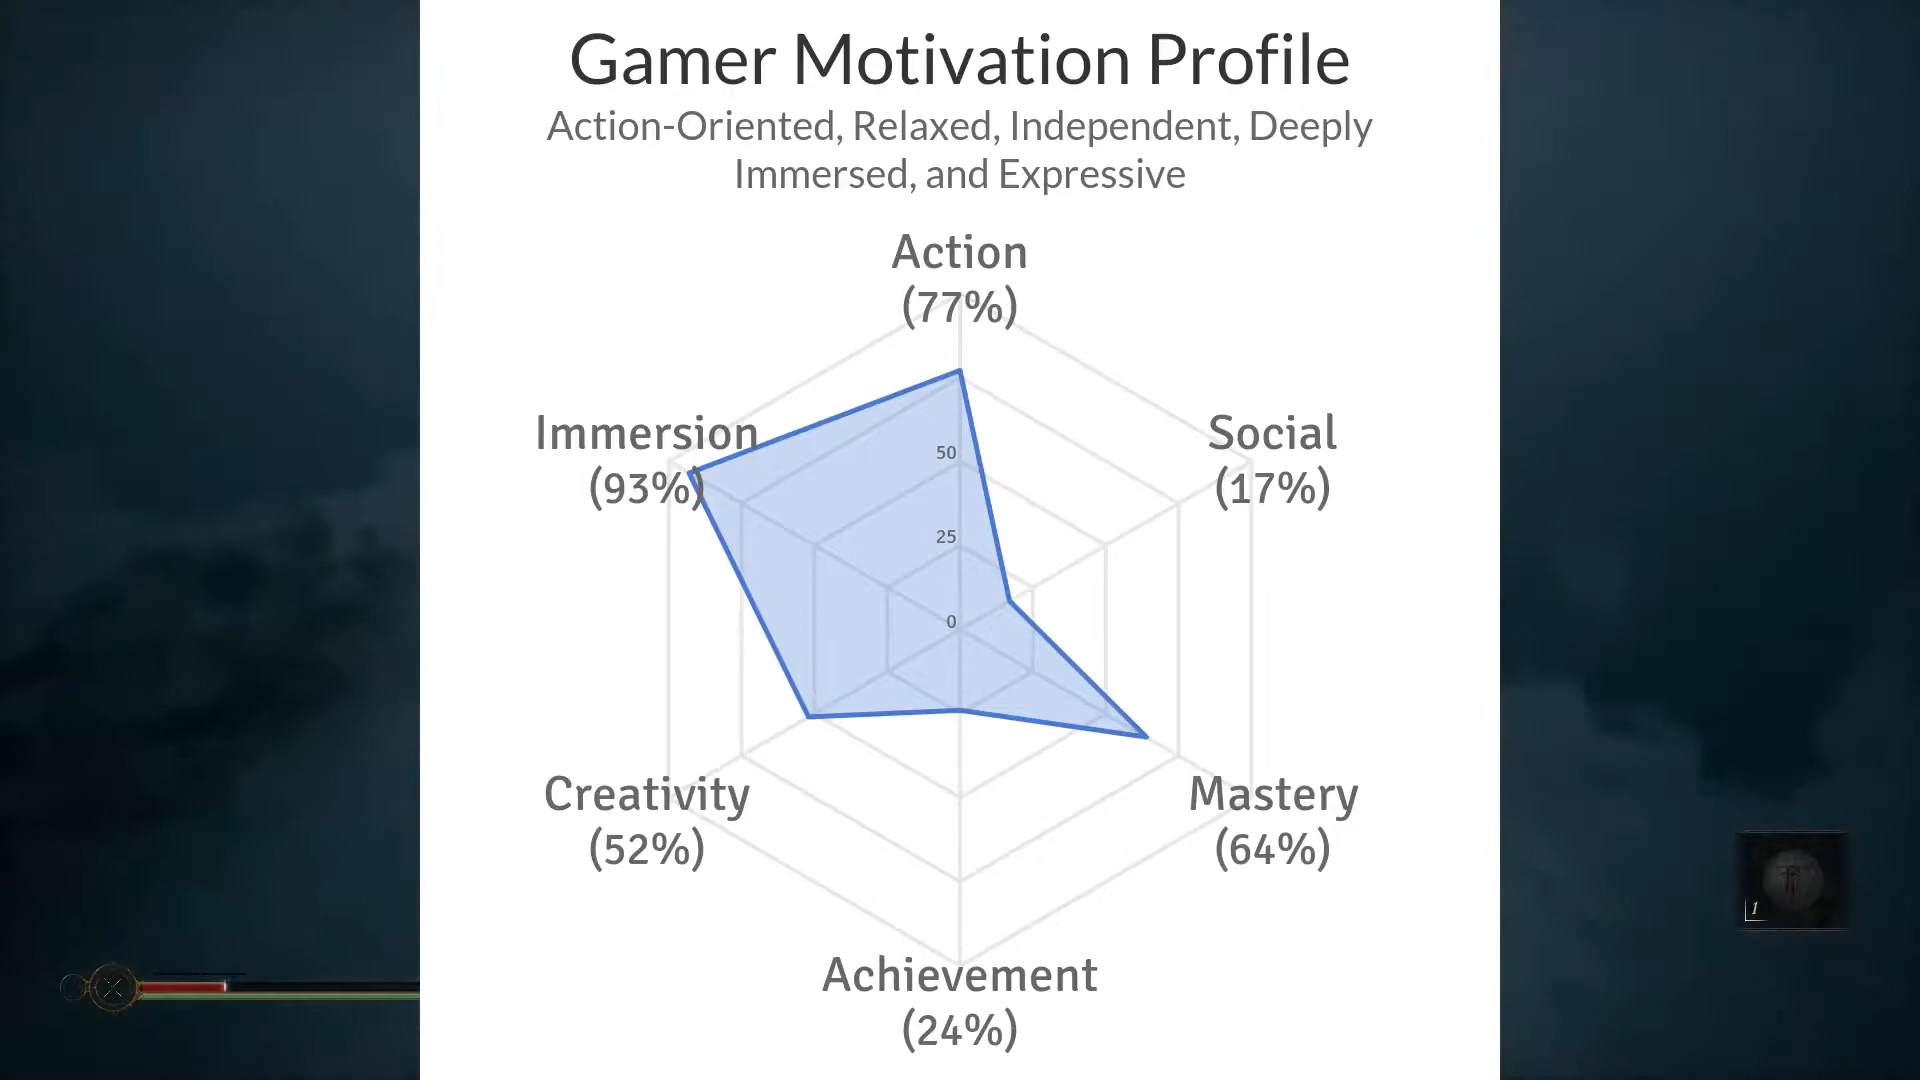 Gamer Motivation Profile
Action-Oriented, Relaxed, Independent, Deeply
Immersed, and Expressive
Action
(77%)
Immersion
(93%)
Social
(17%)
50
25
0
Creativity
(52%)
Mastery
(64%)
Achievement
(24%)
1